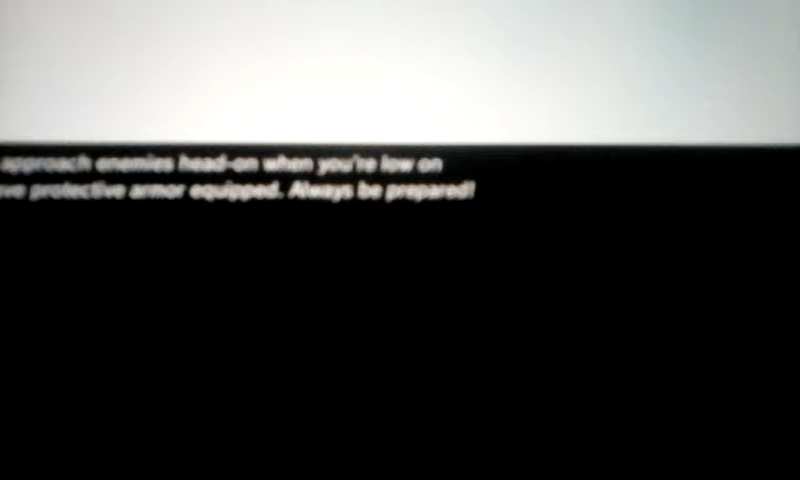 approach enemies head-on when you're low on
protective armor equipped. Always be prepared!